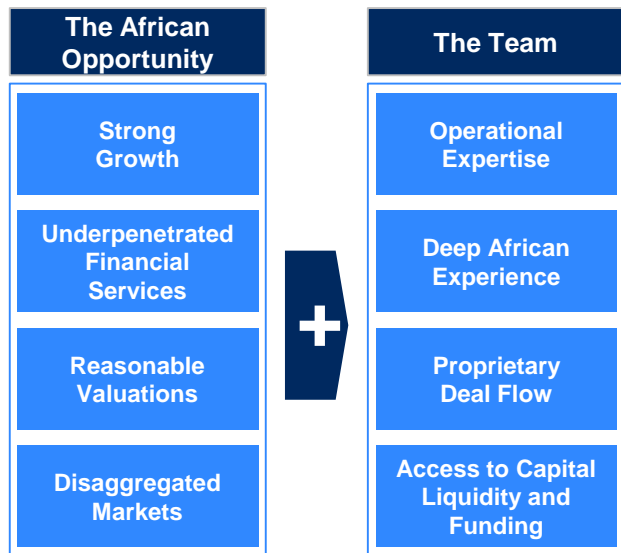 The African
Opportunity
Strong
Growth
Underpenetrated
Financial
Services
Reasonable
Valuations
Disaggregated
Markets
+
The Team
Operational
Expertise
Deep African
Experience
Proprietary
Deal Flow
Access to Capital
Liquidity and
Funding